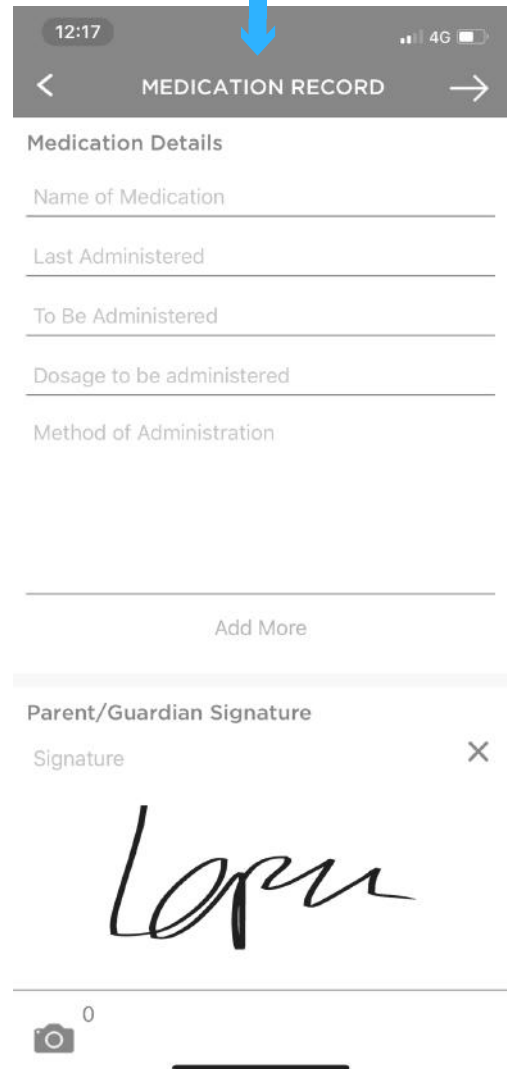 12:17
4G
MEDICATION RECORD
Medication Details
Name of Medication
Last Administered
To Be Administered
Dosage to be administered
Method of Administration
Add More
Parent/Guardian Signature
Signature
0